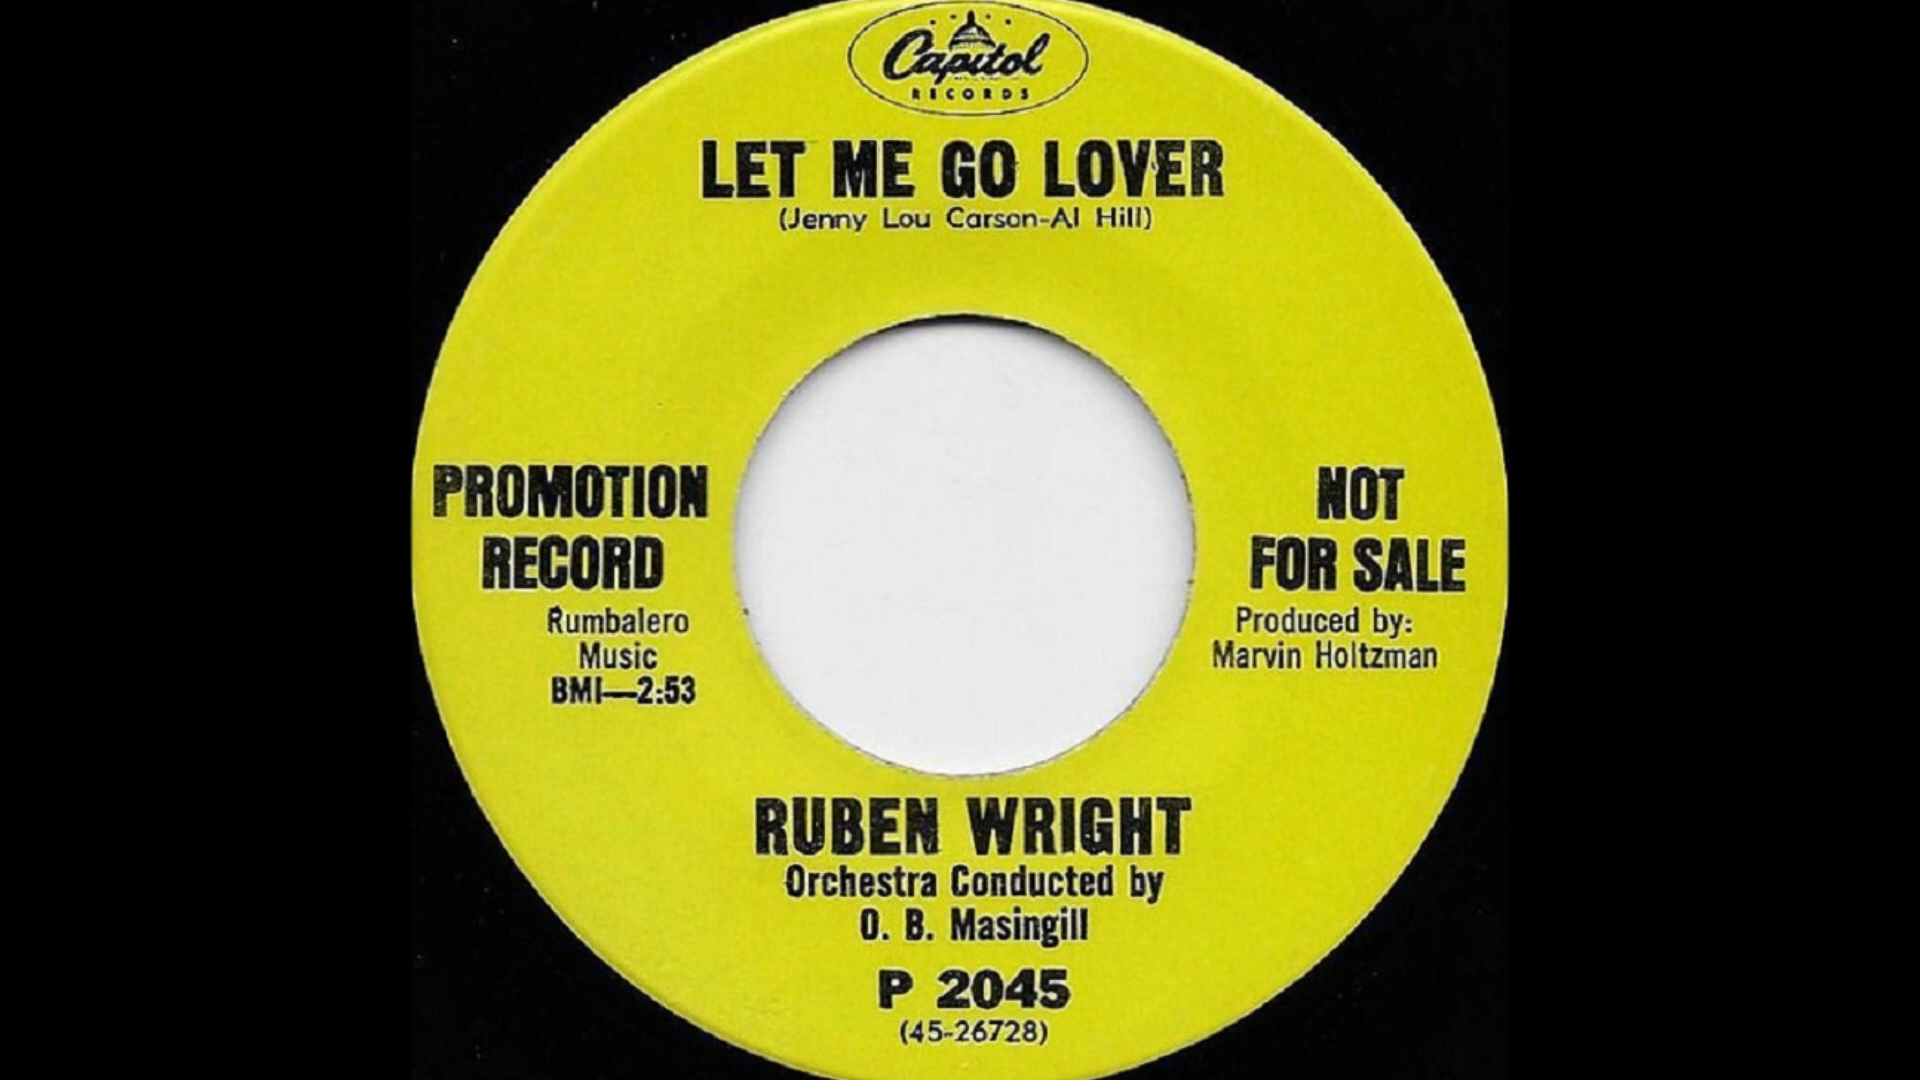 Capitol
RECORDS
LET ME GO LOVER
(Jenny Lou Carson-Al Hill)
PROMOTION
RECORD
Rumbalero
Music
BMI—2:53
NOT
FOR SALE
Produced by:
Marvin Holtzman
RUBEN WRIGHT
Orchestra Conducted by
O. B. Masingill
P 2045
(45-26728)